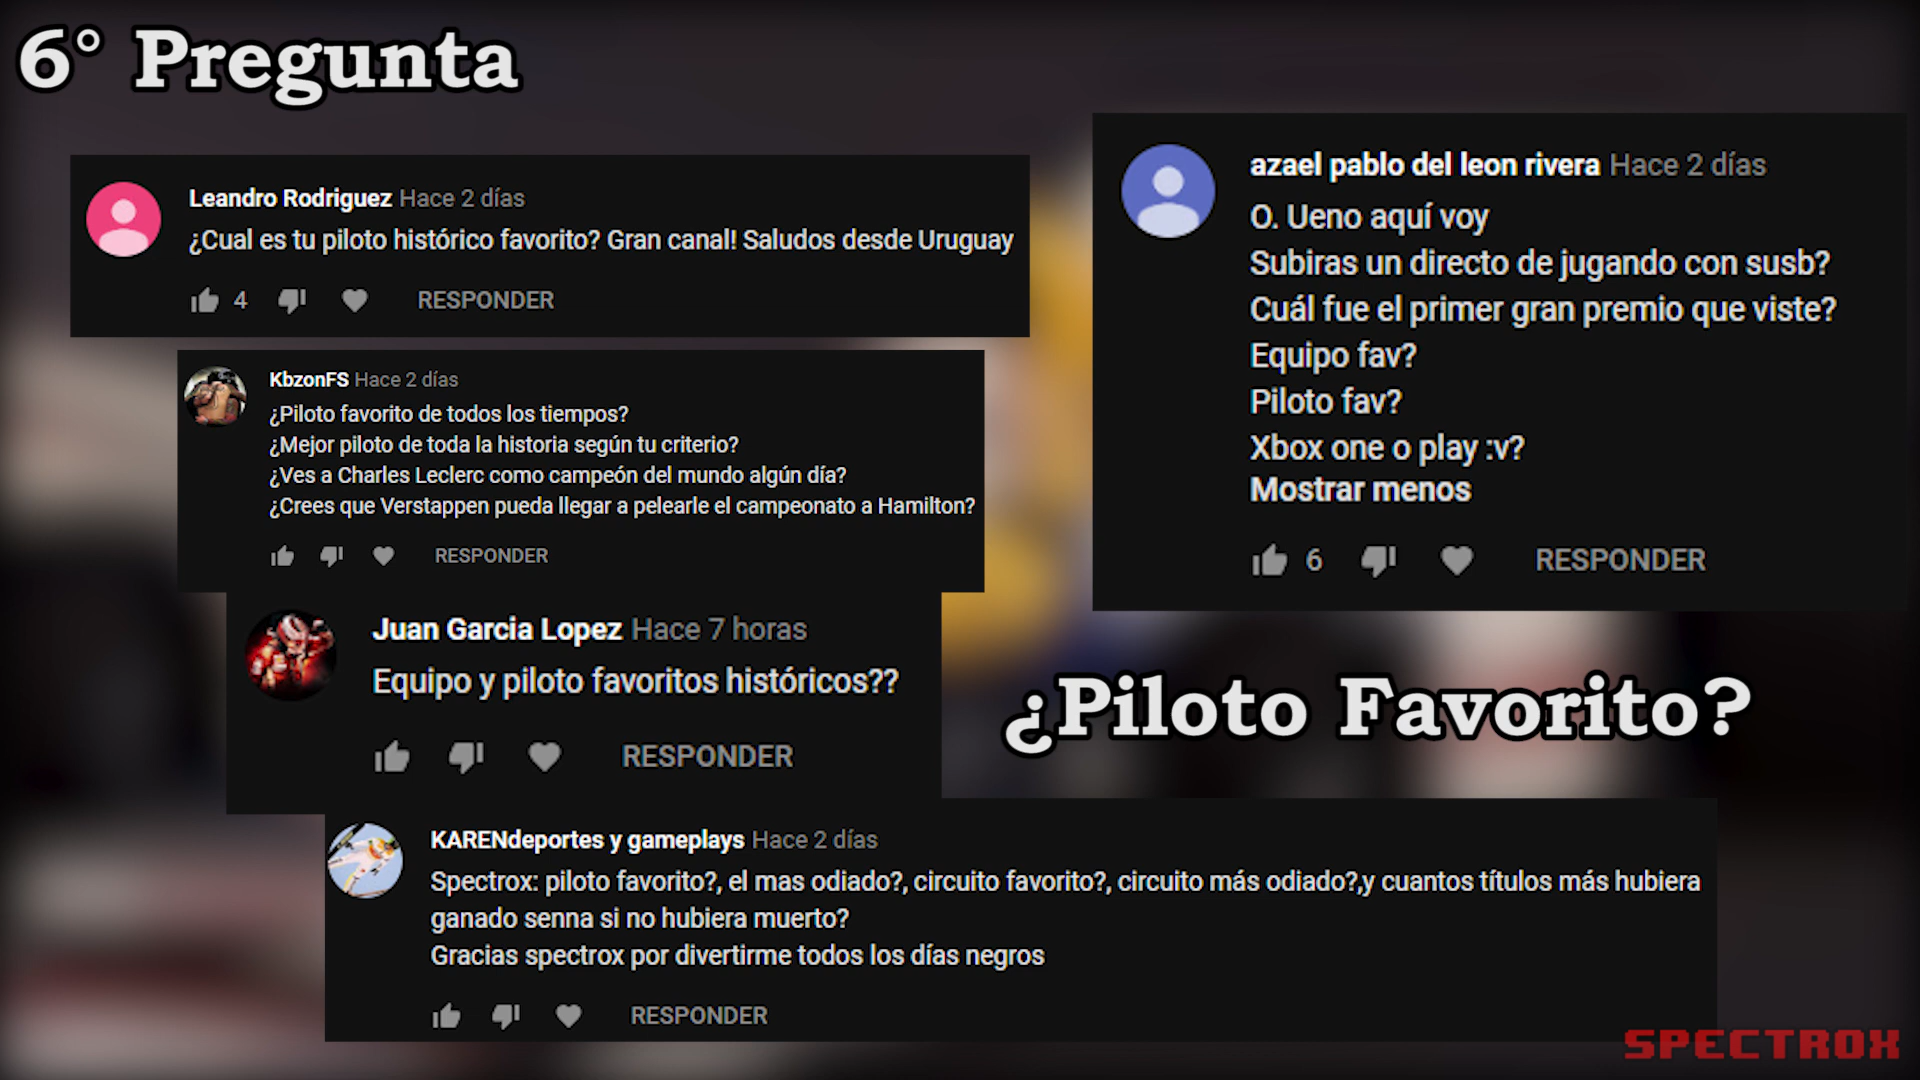 6° Pregunta
Leandro Rodriguez Hace 2 días
¿Cual es tu piloto histórico favorito? Gran canal! Saludos desde Uruguay
4 RESPONDER
KbzonFS Hace 2 días
¿Piloto favorito de todos los tiempos?
¿Mejor piloto de toda la historia según tu criterio?
¿Ves a Charles Leclerc como campeón del mundo algún día?
¿Crees que Verstappen pueda llegar a pelearle el campeonato a Hamilton?
RESPONDER
Juan Garcia Lopez Hace 7 horas
Equipo y piloto favoritos históricos??
RESPONDER
KARENdeportes y gameplays Hace 2 días
Spectrox: piloto favorito?, el mas odiado?, circuito favorito?, circuito más odiado?,y cuantos títulos más hubiera
ganado senna si no hubiera muerto?
Gracias spectrox por divertirme todos los días negros
RESPONDER
azael pablo del leon rivera Hace 2 días
O. Ueno aquí voy
Subiras un directo de jugando con susb?
Cuál fue el primer gran premio que viste?
Equipo fav?
Piloto fav?
Xbox one o play :v?
Mostrar menos
6 RESPONDER
¿Piloto Favorito?
SPECTROX